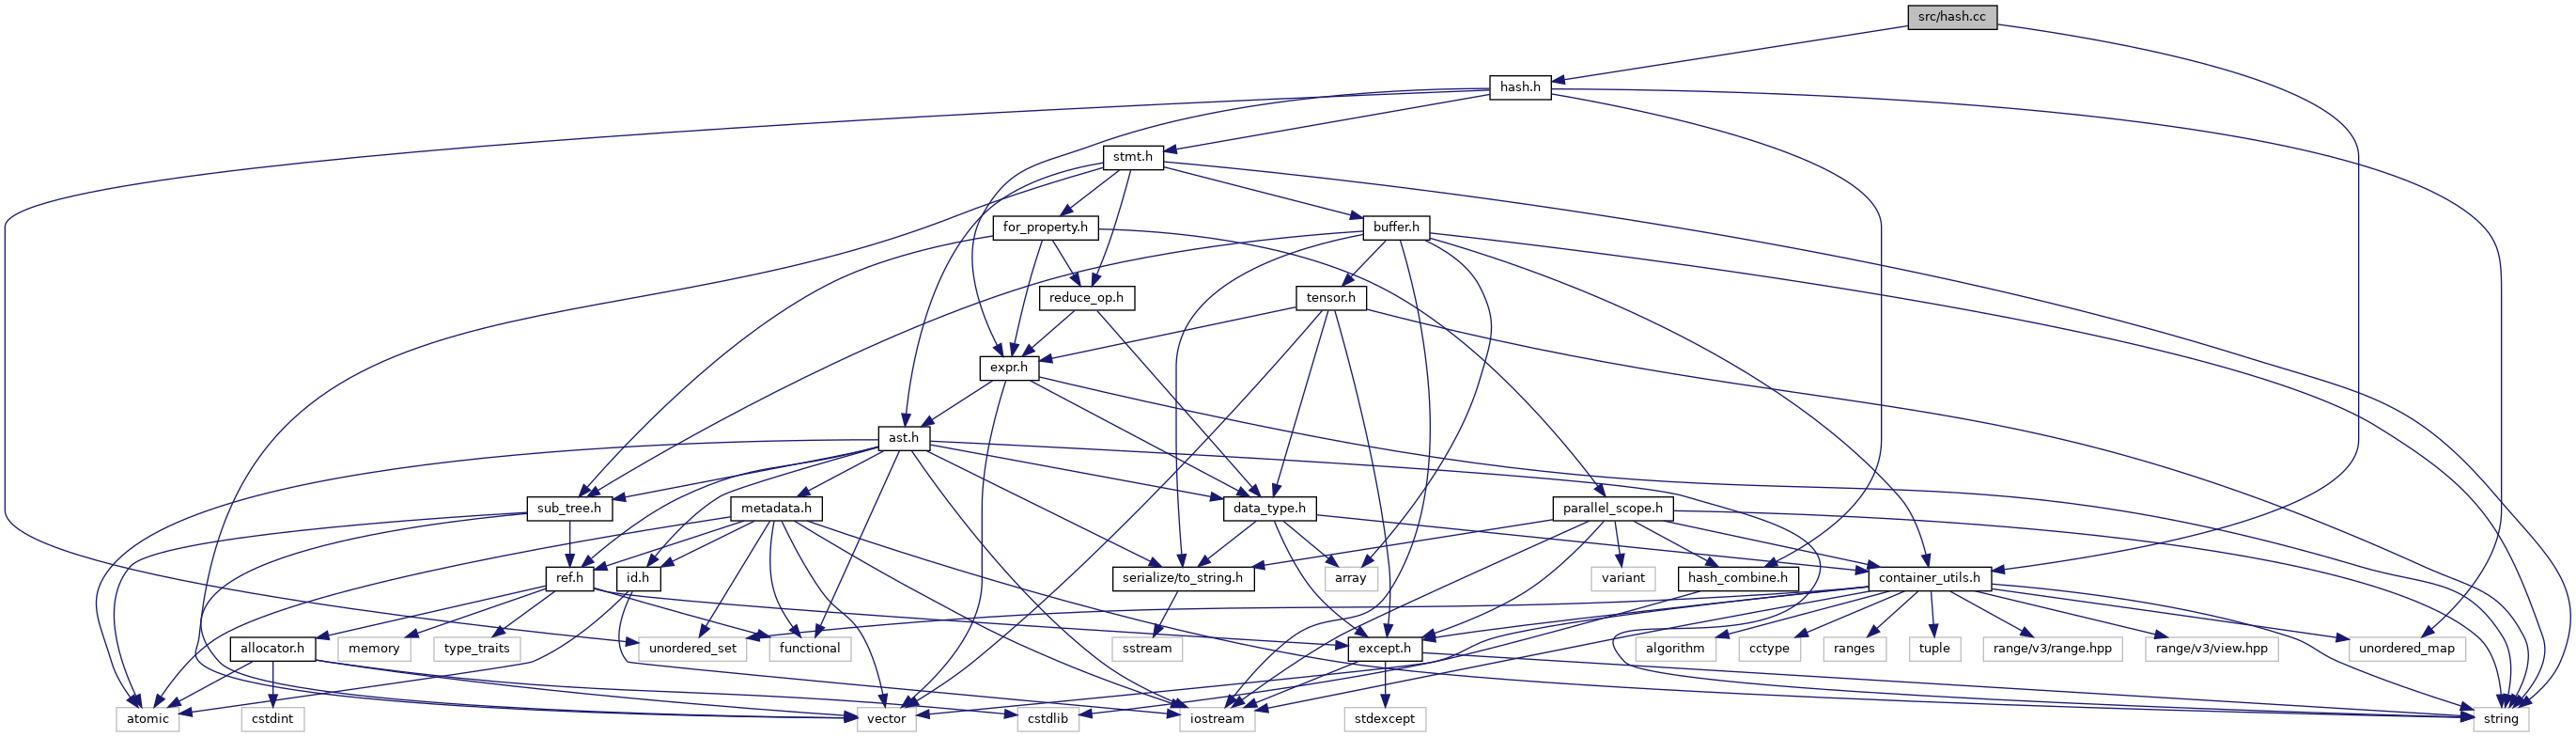 src/hash.cc
hash.h
stmt.h
for_property.h
buffer.h
reduce_op.h
tensor.h
expr.h
ast.h
sub_tree.h
metadata.h
data_type.h
parallel_scope.h
ref.h
id.h
serialize/to_string.h
array
variant
hash_combine.h
container_utils.h
allocator.h
memory
type_traits
unordered_set
functional
sstream
except.h
algorithm
cctype
ranges
tuple
range/v3/range.hpp
range/v3/view.hpp
unordered_map
atomic
cstdint
vector
cstdlib
iostream
stdexcept
string